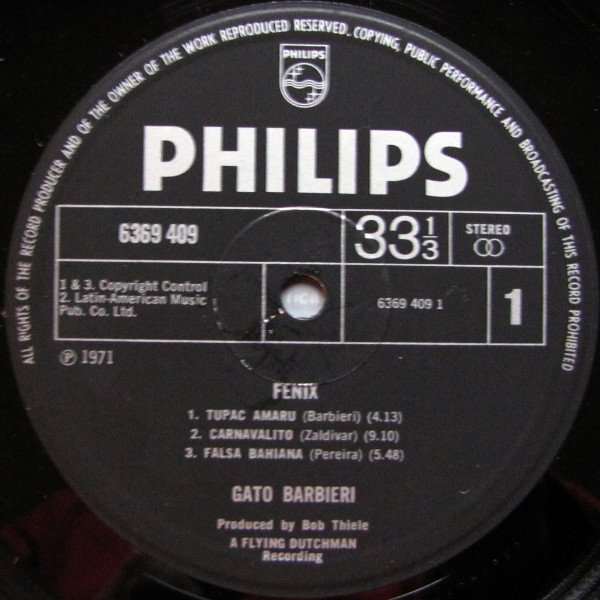 ALL RIGHTS OF THE RECORD PRODUCER AND OF THE OWNER OF THE WORK REPRODUCED RESERVED. COPYING, PUBLIC PERFORMANCE AND BROADCASTING OF THIS RECORD PROHIBITED
PHILIPS
PHILIPS
6369 409
33 1/3
STEREO
1 & 3. Copyright Control
2. Latin-American Music
Pub. Co. Ltd.
6369 409 1
1
Ⓟ 1971
FENIX
1. TUPAC AMARU (Barbieri) (4.13)
2. CARNAVALITO (Zaldivar) (9.10)
3. FALSA BAHIANA (Pereira) (5.48)
GATO BARBIERI
Produced by Bob Thiele
A FLYING DUTCHMAN
Recording